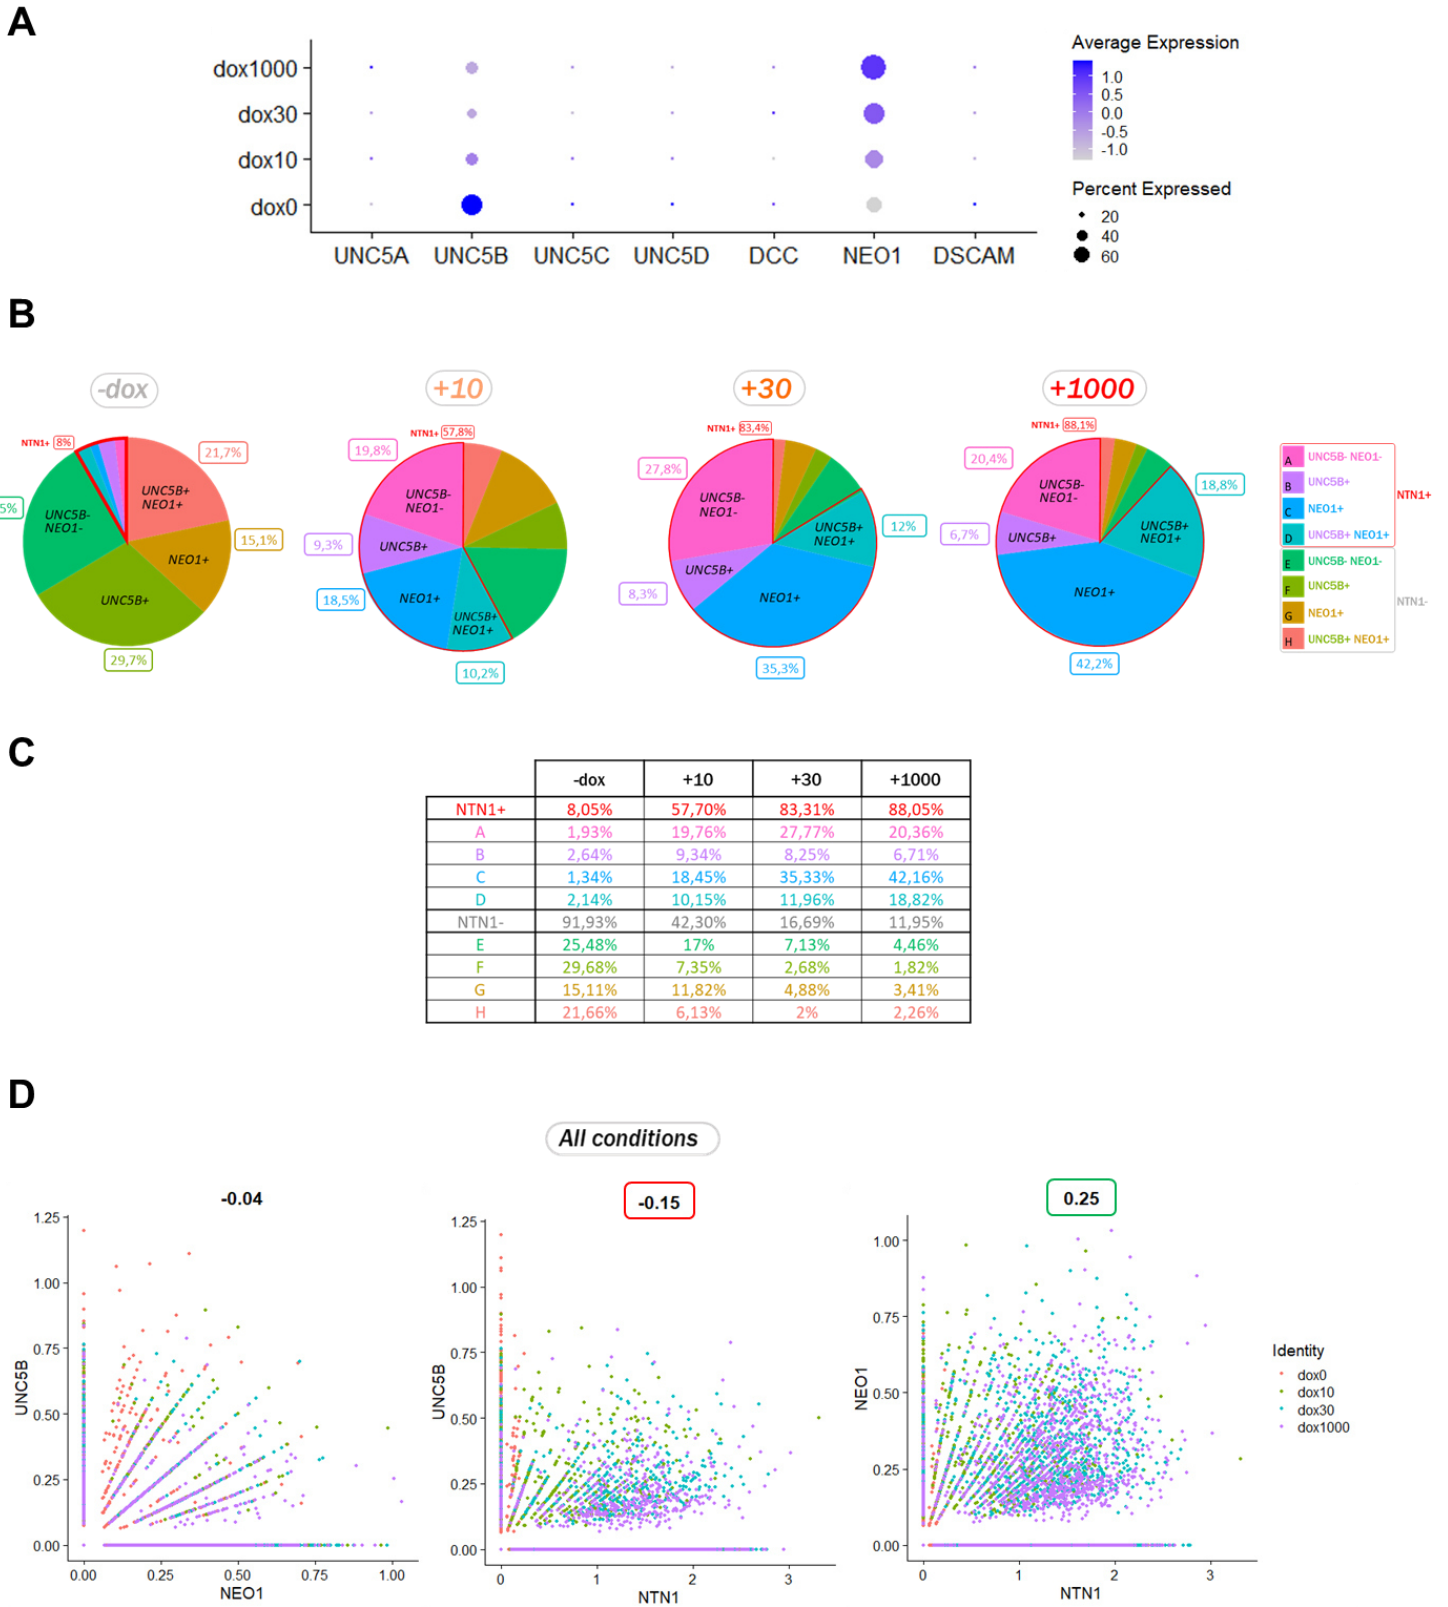 A
dox1000
dox30
dox10
dox0
UNC5A UNC5B UNC5C UNC5D DCC NEO1 DSCAM
Average Expression
1.0
0.5
0.0
-0.5
-1.0
Percent Expressed
20
40
60
B
-dox
+10
+30
+1000
NTN1+ 8%
21,7%
UNC5B+
NEO1+
UNC5B-
NEO1-
5%
15,1%
NEO1+
UNC5B+
29,7%
NTN1+ 57,8%
19,8%
UNC5B-
NEO1-
9,3%
UNC5B+
18,5%
NEO1+
UNC5B+
NEO1+
10,2%
NTN1+ 83,4%
27,8%
UNC5B-
NEO1-
UNC5B+
NEO1+
12%
8,3%
UNC5B+
NEO1+
35,3%
NTN1+ 88,1%
20,4%
UNC5B-
NEO1-
18,8%
UNC5B+
NEO1+
6,7%
UNC5B+
NEO1+
42,2%
A UNC5B- NEO1-
B UNC5B+
C NEO1+
D UNC5B+ NEO1+
NTN1+
E UNC5B- NEO1-
F UNC5B+
G NEO1+
H UNC5B+ NEO1+
NTN1-
C
-dox +10 +30 +1000
NTN1+ 8,05% 57,70% 83,31% 88,05%
A 1,93% 19,76% 27,77% 20,36%
B 2,64% 9,34% 8,25% 6,71%
C 1,34% 18,45% 35,33% 42,16%
D 2,14% 10,15% 11,96% 18,82%
NTN1- 91,93% 42,30% 16,69% 11,95%
E 25,48% 17% 7,13% 4,46%
F 29,68% 7,35% 2,68% 1,82%
G 15,11% 11,82% 4,88% 3,41%
H 21,66% 6,13% 2% 2,26%
D
All conditions
-0.04
1.25
1.00
0.75
0.50
0.25
0.00
UNC5B
0.00 0.25 0.50 0.75 1.00
NEO1
-0.15
1.25
1.00
0.75
0.50
0.25
0.00
UNC5B
0 1 2 3
NTN1
0.25
1.00
0.75
0.50
0.25
0.00
NEO1
0 1 2 3
NTN1
Identity
dox0
dox10
dox30
dox1000